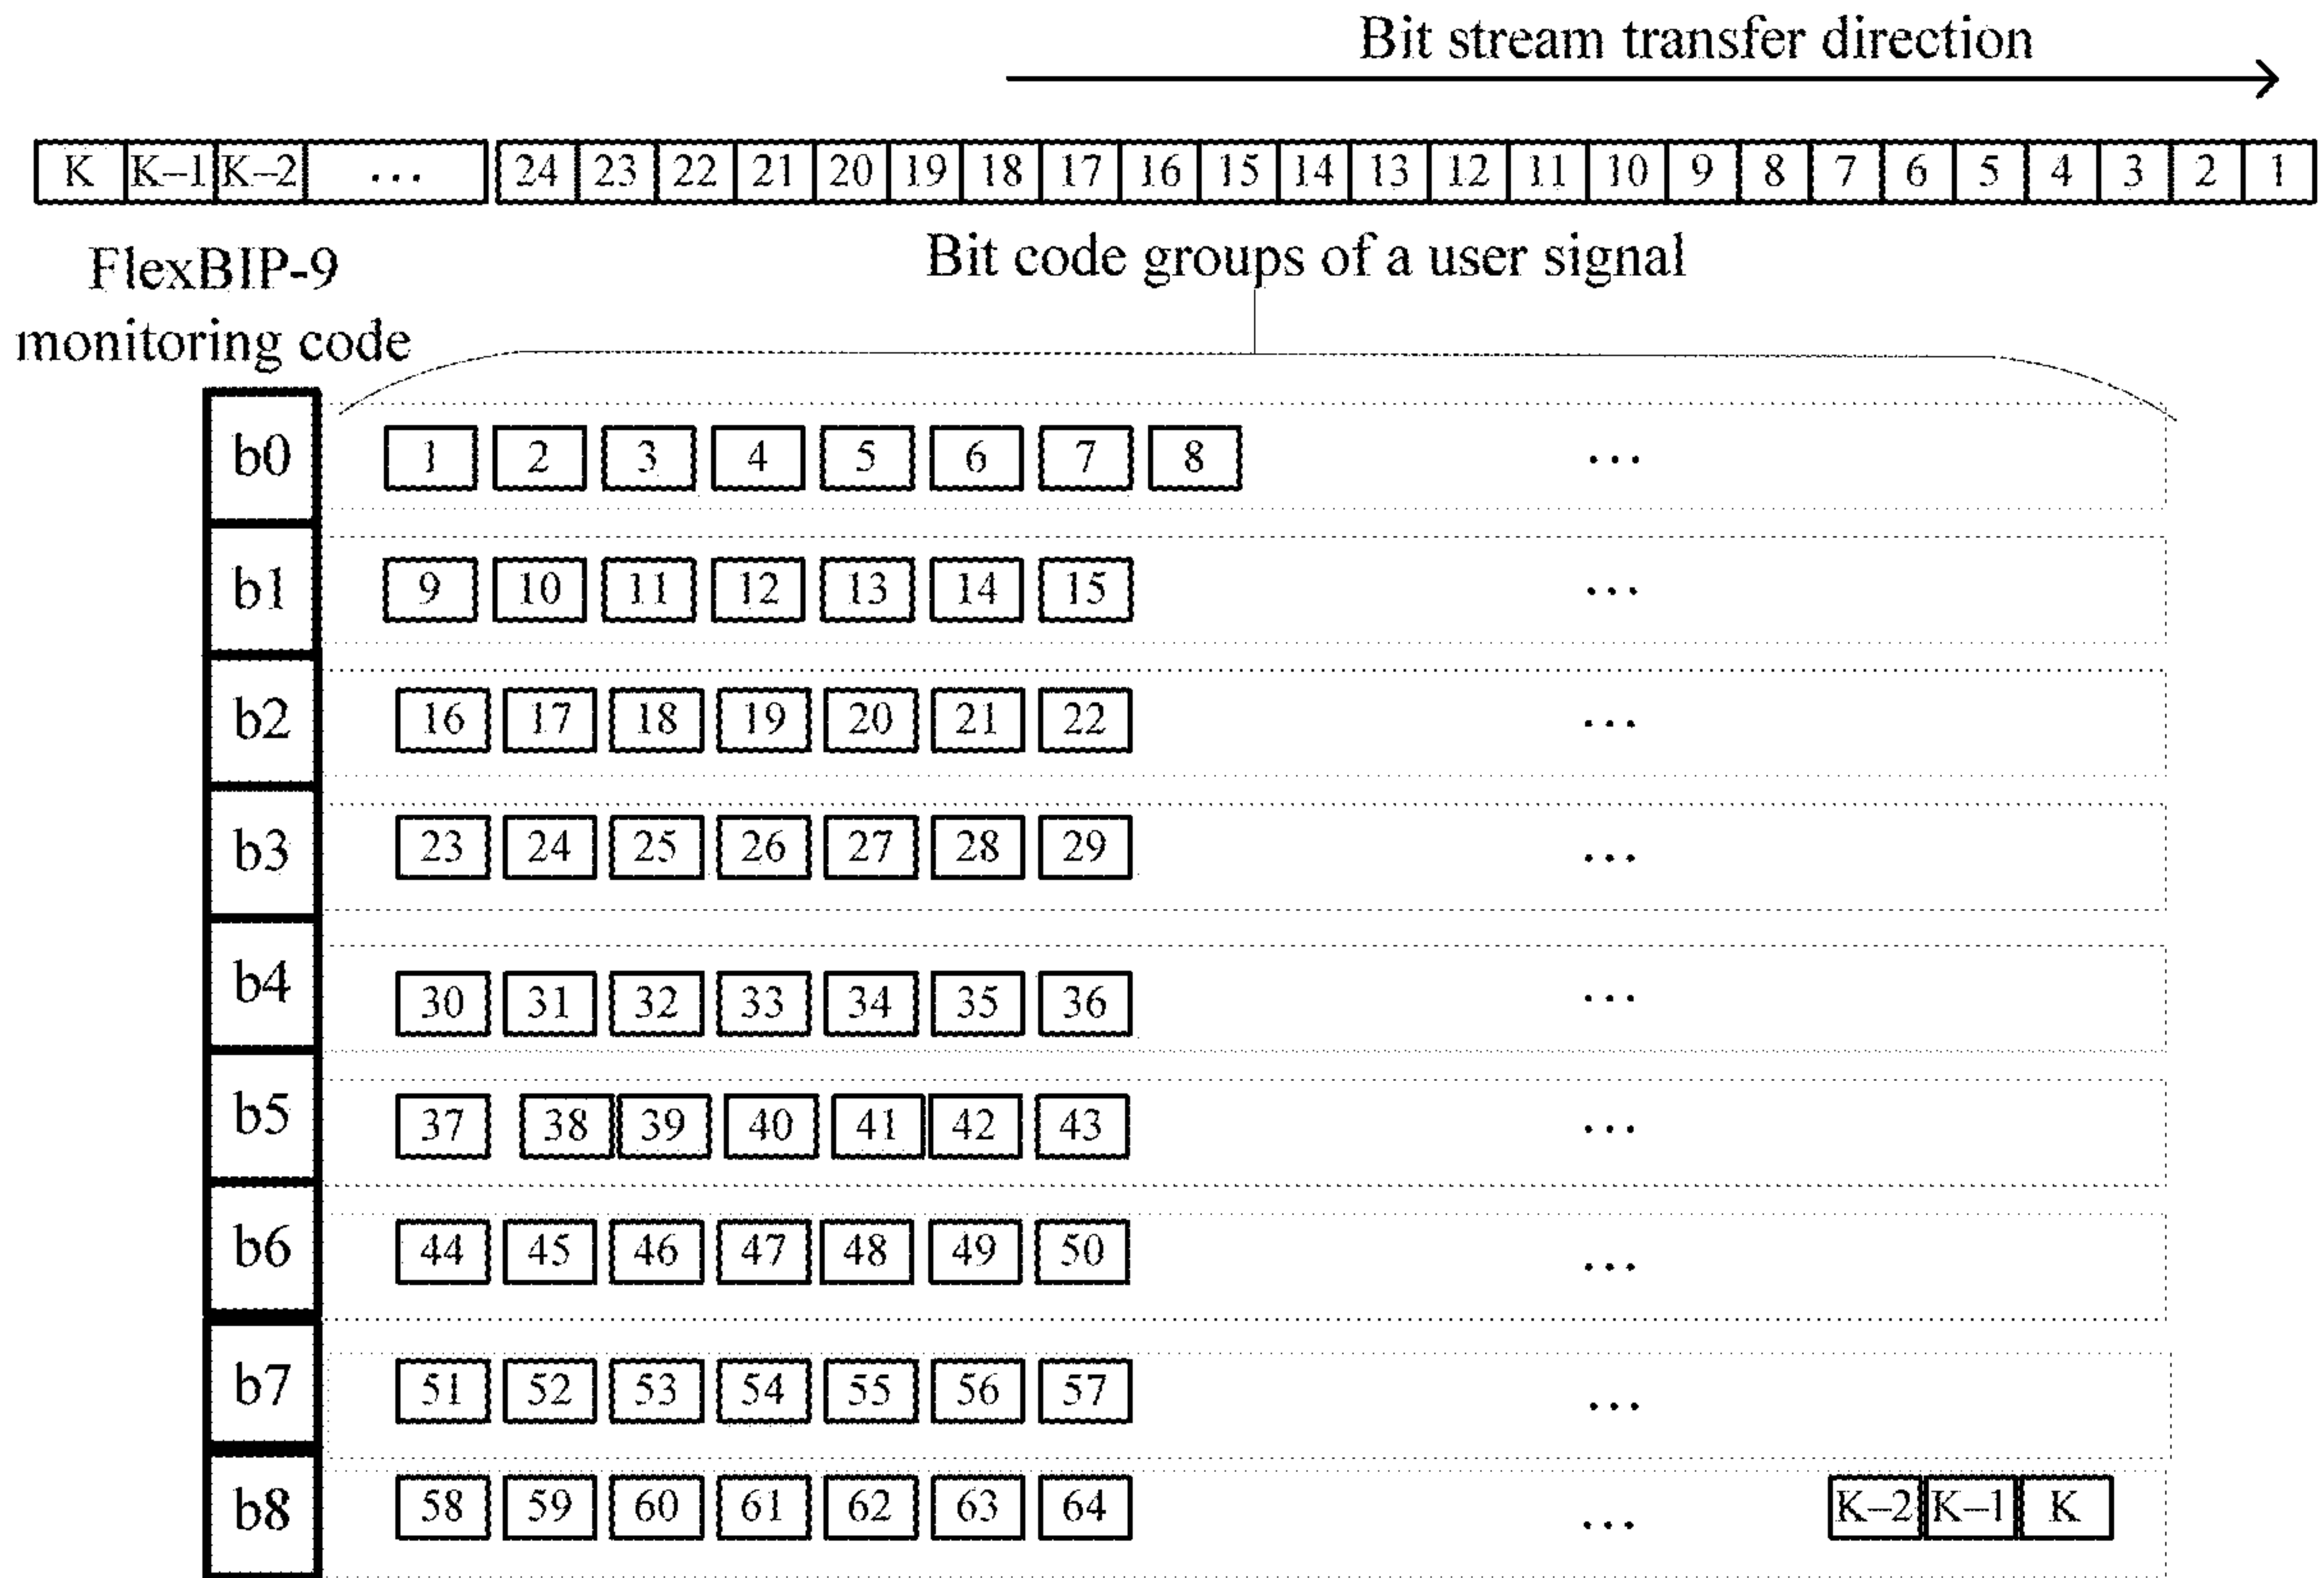 Bit stream transfer direction
K K–1 K–2 ... 24 23 22 21 20 19 18 17 16 15 14 13 12 11 10 9 8 7 6 5 4 3 2 1
FlexBIP-9
monitoring code
Bit code groups of a user signal
b0 1 2 3 4 5 6 7 8 ...
b1 9 10 11 12 13 14 15 ...
b2 16 17 18 19 20 21 22 ...
b3 23 24 25 26 27 28 29 ...
b4 30 31 32 33 34 35 36 ...
b5 37 38 39 40 41 42 43 ...
b6 44 45 46 47 48 49 50 ...
b7 51 52 53 54 55 56 57 ...
b8 58 59 60 61 62 63 64 ... K–2 K–1 K